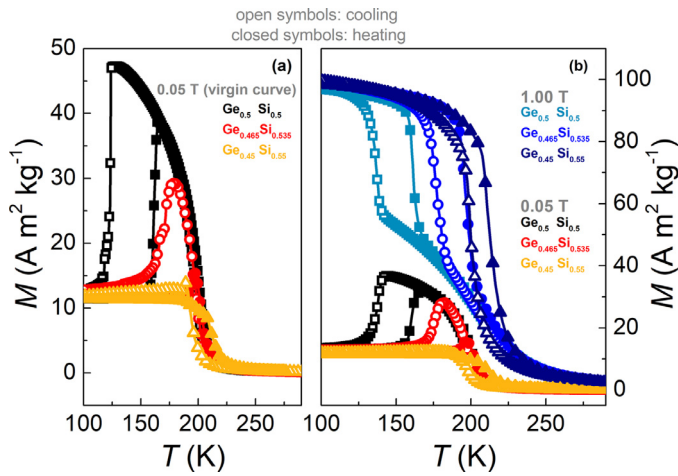 open symbols: cooling
closed symbols: heating
(a)
0.05 T (virgin curve)
Ge0.5 Si0.5
Ge0.465Si0.535
Ge0.45 Si0.55
50
40
30
20
10
0
M (A m² kg⁻¹)
100 150 200 250
T (K)
(b)
1.00 T
Ge0.5 Si0.5
Ge0.465Si0.535
Ge0.45 Si0.55
0.05 T
Ge0.5 Si0.5
Ge0.465Si0.535
Ge0.45 Si0.55
100
80
60
40
20
0
M (A m² kg⁻¹)
100 150 200 250
T (K)